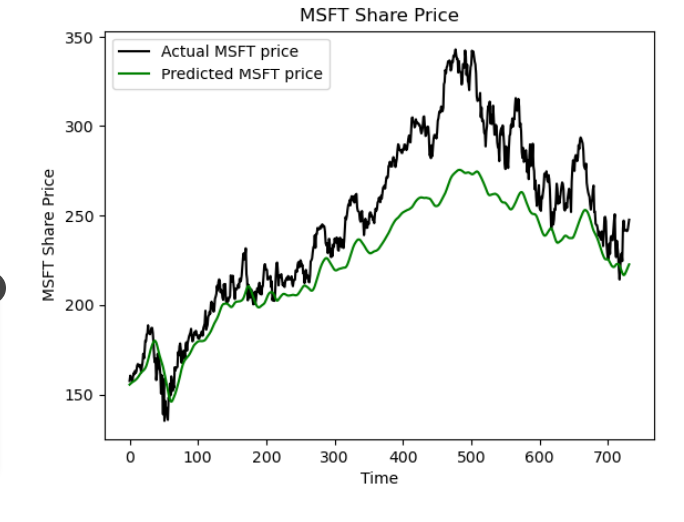 MSFT Share Price
Actual MSFT price
Predicted MSFT price
MSFT Share Price
350
300
250
200
150
0 100 200 300 400 500 600 700
Time